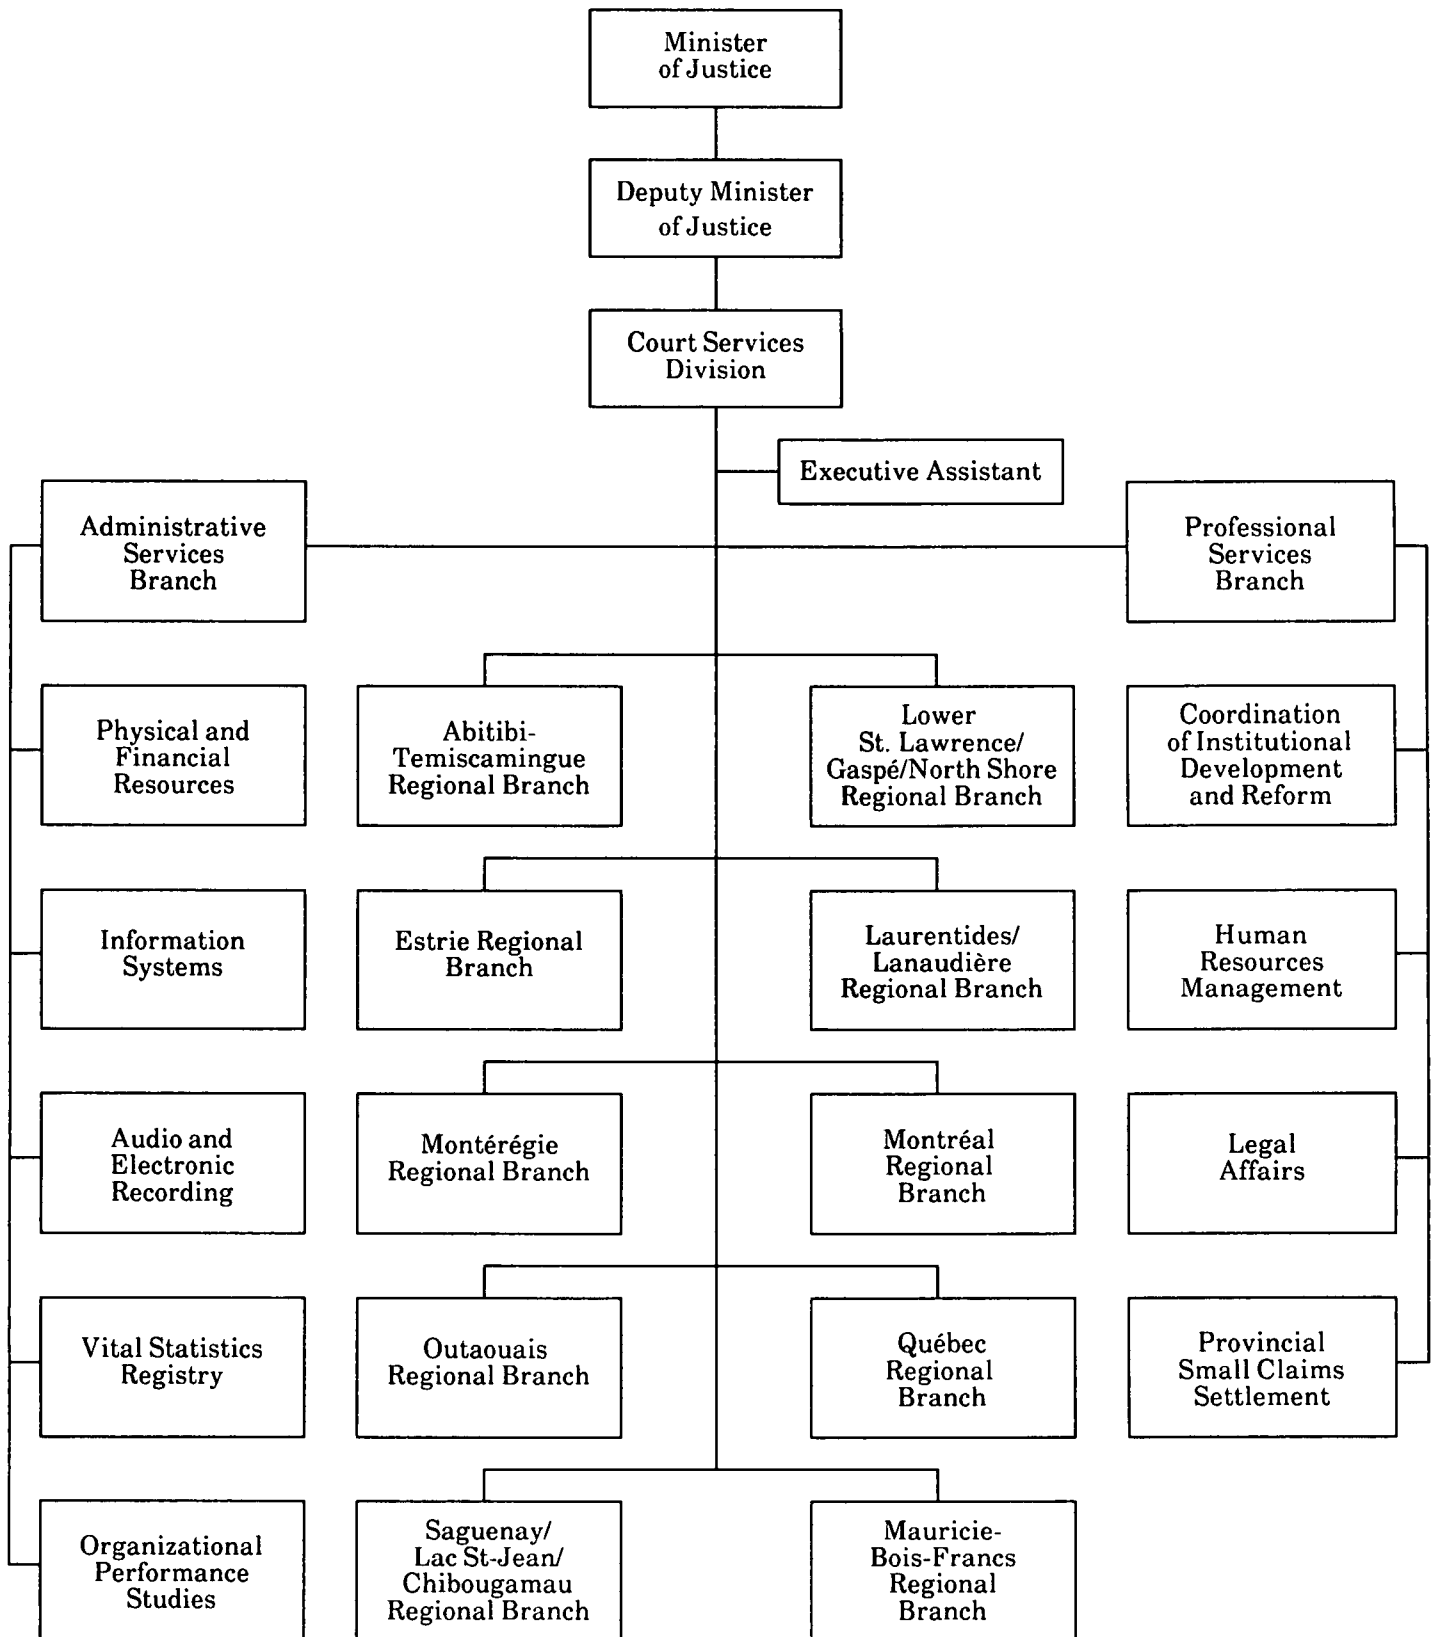 Minister
of Justice
Deputy Minister
of Justice
Court Services
Division
Executive Assistant
Administrative
Services
Branch
Professional
Services
Branch
Physical and
Financial
Resources
Abitibi-
Temiscamingue
Regional Branch
Lower
St. Lawrence/
Gaspé/North Shore
Regional Branch
Coordination
of Institutional
Development
and Reform
Information
Systems
Estrie Regional
Branch
Laurentides/
Lanaudière
Regional Branch
Human
Resources
Management
Audio and
Electronic
Recording
Montérégie
Regional Branch
Montréal
Regional
Branch
Legal
Affairs
Vital Statistics
Registry
Outaouais
Regional Branch
Québec
Regional
Branch
Provincial
Small Claims
Settlement
Organizational
Performance
Studies
Saguenay/
Lac St-Jean/
Chibougamau
Regional Branch
Mauricie-
Bois-Francs
Regional
Branch